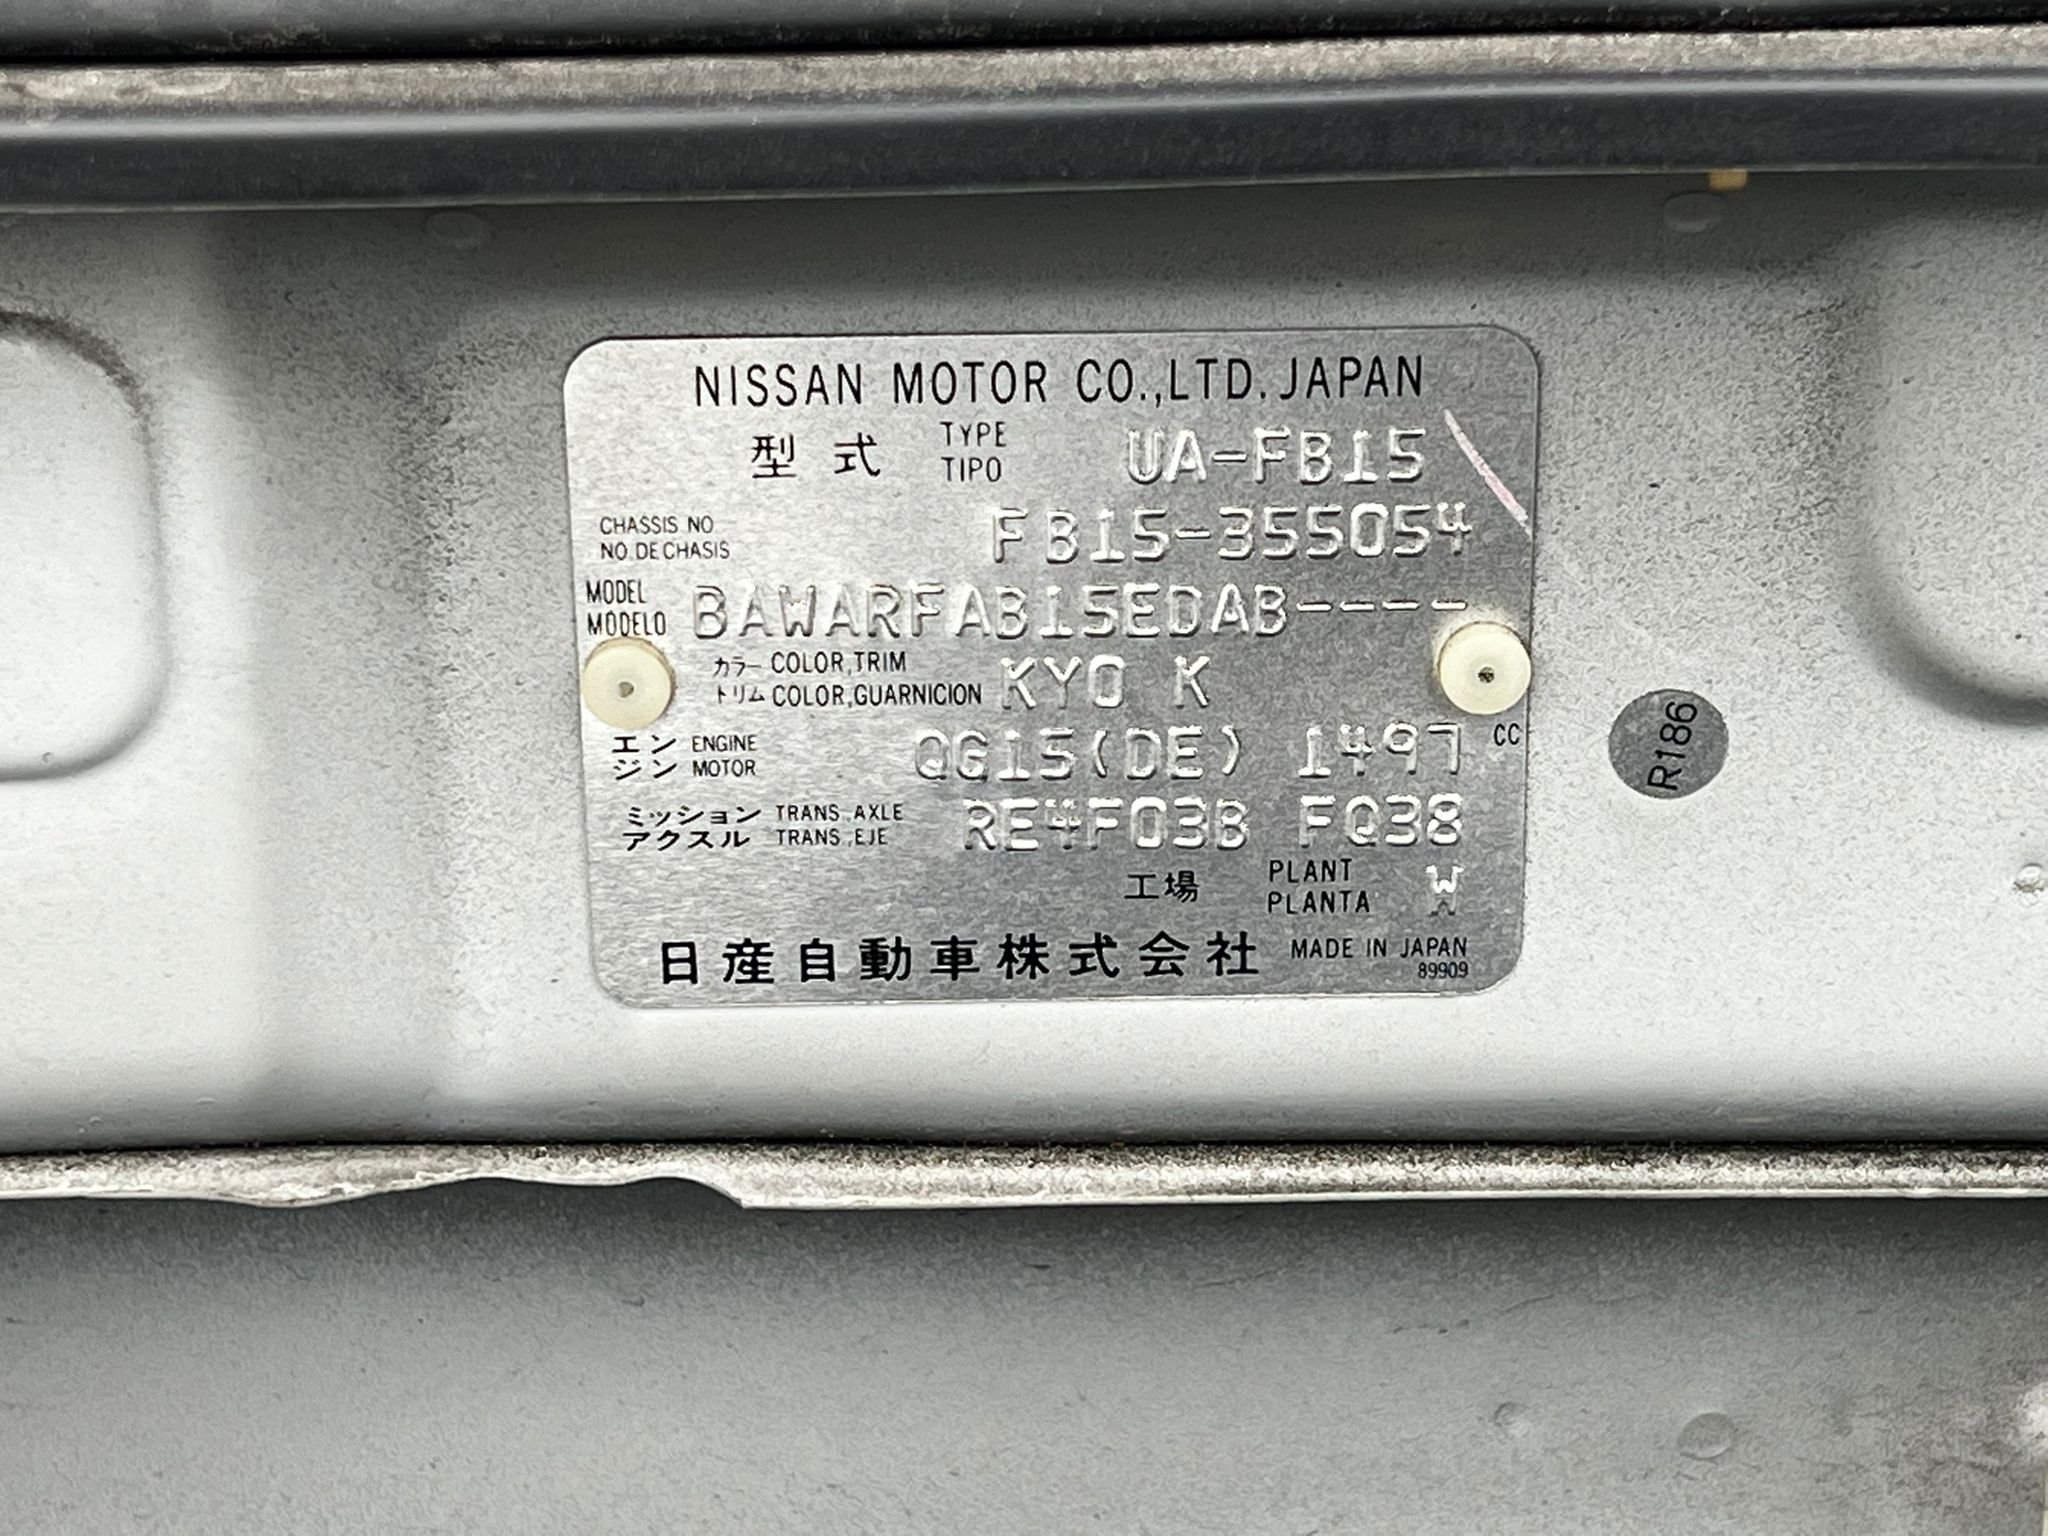 NISSAN MOTOR CO.,LTD. JAPAN
型式 TYPE TIPO UA-FB15
CHASSIS NO NO. DE CHASIS FB15-355054
MODEL MODELO BAWARFAB15EDAB----
カラー COLOR,TRIM トリム COLOR,GUARNICION KY0 K
エンジン ENGINE MOTOR QG15(DE) 1497 CC
ミッション TRANS.,AXLE アクスル TRANS.,EJE RE4F03B FQ38
工場 PLANT PLANTA W
日産自動車株式会社 MADE IN JAPAN
89909
R186